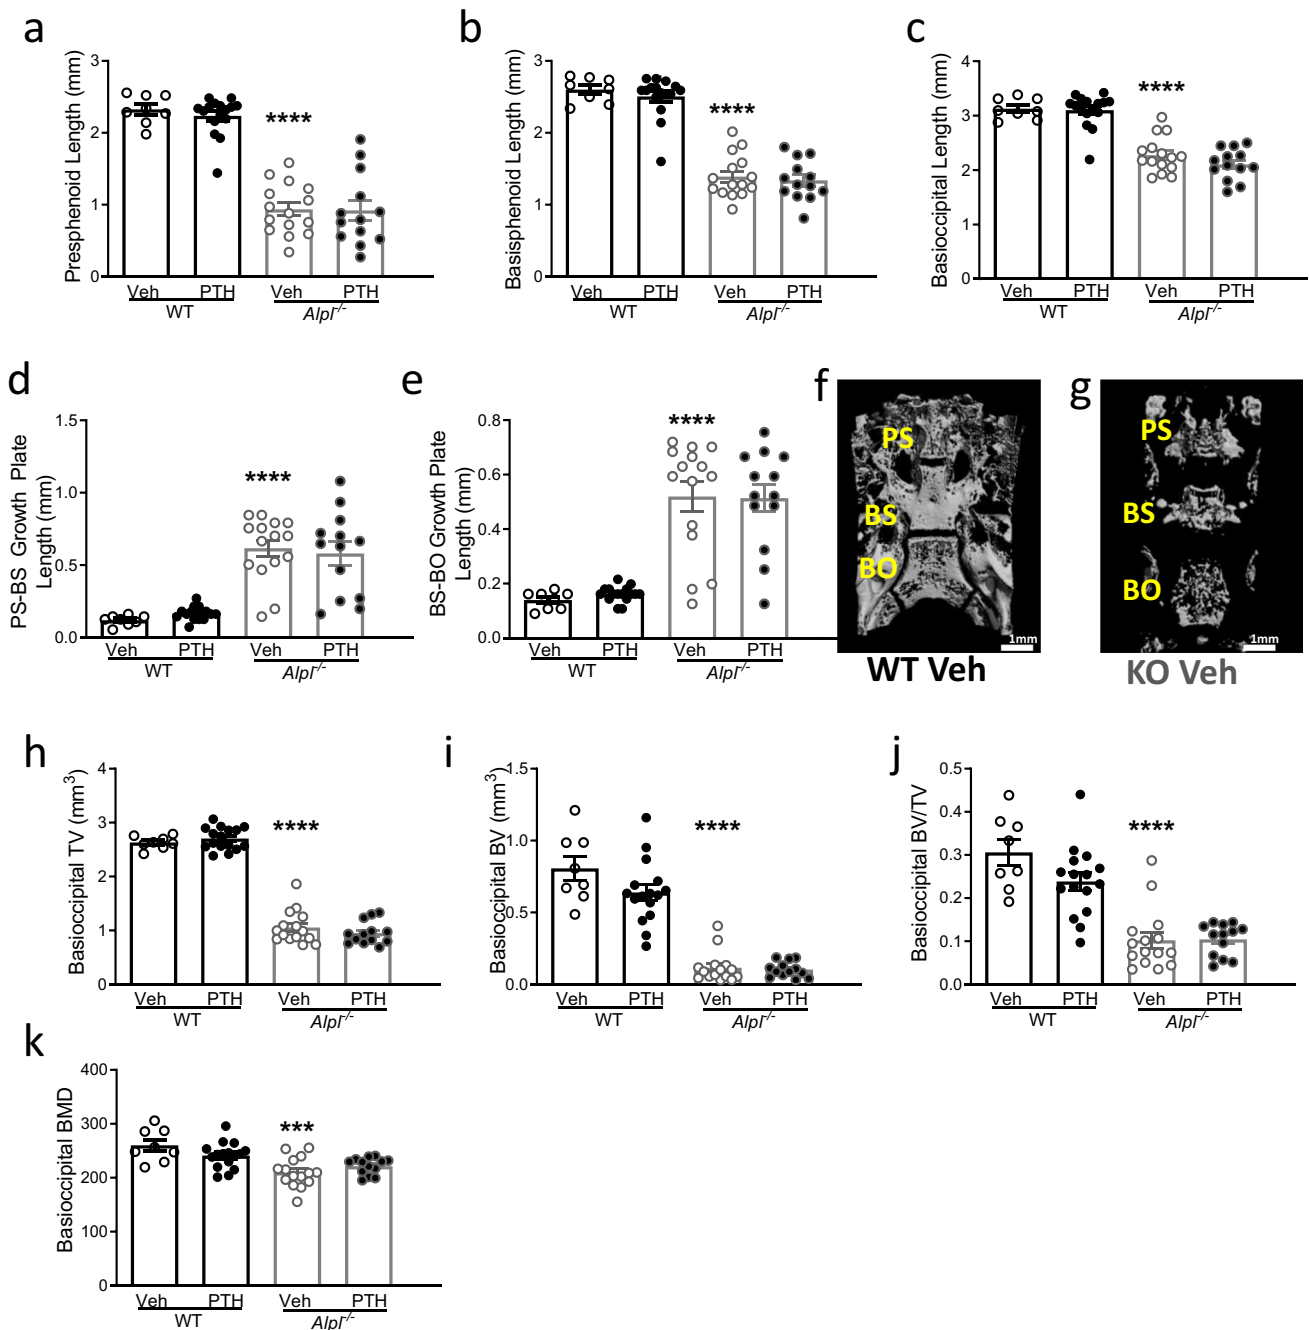 a
Presphenoid Length (mm)
3
2
1
0
****
Veh PTH Veh PTH
WT Alpl-/-
b
Basisphenoid Length (mm)
3
2
1
0
****
Veh PTH Veh PTH
WT Alpl-/-
c
Basioccipital Length (mm)
4
3
2
1
0
****
Veh PTH Veh PTH
WT Alpl-/-
d
PS-BS Growth Plate
Length (mm)
1.5
1.0
0.5
0.0
****
Veh PTH Veh PTH
WT Alpl-/-
e
BS-BO Growth Plate
Length (mm)
0.8
0.6
0.4
0.2
0.0
****
Veh PTH Veh PTH
WT Alpl-/-
f
PS
BS
BO
1mm
WT Veh
g
PS
BS
BO
1mm
KO Veh
h
Basioccipital TV (mm³)
4
3
2
1
0
****
Veh PTH Veh PTH
WT Alpl-/-
i
Basioccipital BV (mm³)
1.5
1.0
0.5
0.0
****
Veh PTH Veh PTH
WT Alpl-/-
j
Basioccipital BV/TV
0.5
0.4
0.3
0.2
0.1
0.0
****
Veh PTH Veh PTH
WT Alpl-/-
k
Basioccipital BMD
400
300
200
100
0
***
Veh PTH Veh PTH
WT Alpl-/-